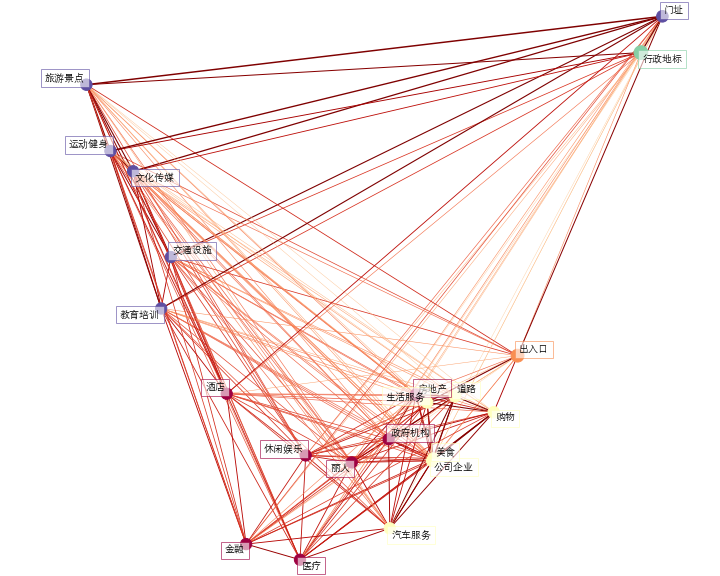 门址
行政地标
旅游景点
运动健身
文化传媒
交通设施
教育培训
出入口
酒店
房地产
道路
生活服务
购物
政府机构
休闲娱乐
美食
丽人
公司企业
汽车服务
金融
医疗